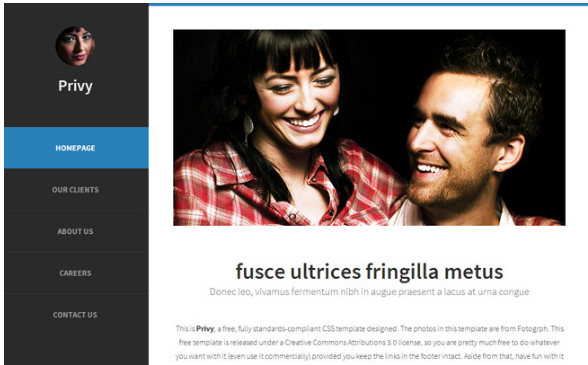 Privy
HOMEPAGE
OUR CLIENTS
ABOUT US
CAREERS
CONTACT US
fusce ultrices fringilla metus
Donec leo, vivamus fermentum nibh in augue praesent a lacus at urna congue
This is Privy, a free, fully standards-compliant CSS template designed. The photos in this template are from Fotogrph. This
free template is released under a Creative Commons Attributions 3.0 license, so you are pretty much free to do whatever
you want with it (even use it commercially) provided you keep the links in the footer intact. Aside from that, have fun with it